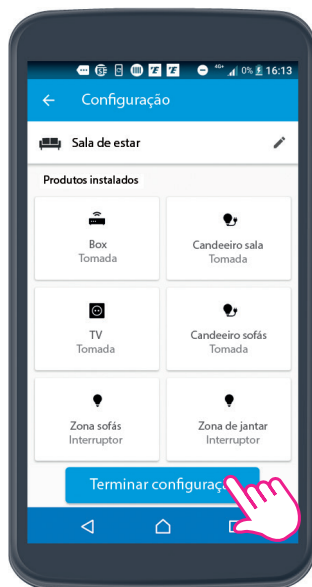 4G+ 0% 16:13
Configuração
Sala de estar
Produtos instalados
Box
Tomada
Candeeiro sala
Tomada
TV
Tomada
Candeeiro sofás
Tomada
Zona sofás
Interruptor
Zona de jantar
Interruptor
Terminar configuraç